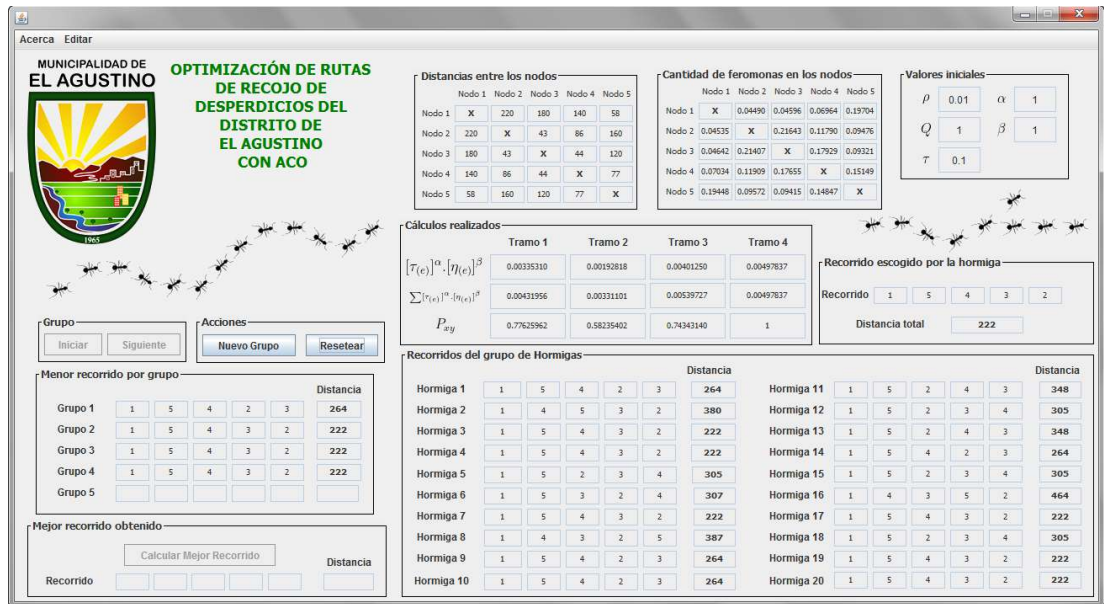 Acerca Editar
MUNICIPALIDAD DE
EL AGUSTINO
1965
OPTIMIZACIÓN DE RUTAS
DE RECOJO DE
DESPERDICIOS DEL
DISTRITO DE
EL AGUSTINO
CON ACO
Distancias entre los nodos
Nodo 1 Nodo 2 Nodo 3 Nodo 4 Nodo 5
Nodo 1 X 220 180 140 58
Nodo 2 220 X 43 86 160
Nodo 3 180 43 X 44 120
Nodo 4 140 86 44 X 77
Nodo 5 58 160 120 77 X
Cantidad de feromonas en los nodos
Nodo 1 Nodo 2 Nodo 3 Nodo 4 Nodo 5
Nodo 1 X 0.04490 0.04596 0.06964 0.19704
Nodo 2 0.04535 X 0.21643 0.11790 0.09476
Nodo 3 0.04642 0.21407 X 0.17929 0.09321
Nodo 4 0.07034 0.11909 0.17655 X 0.15149
Nodo 5 0.19448 0.09572 0.09415 0.14847 X
Valores iniciales
ρ 0.01 α 1
Q 1 β 1
τ 0.1
Cálculos realizados
Tramo 1 Tramo 2 Tramo 3 Tramo 4
[τ(e)]^α.[η(e)]^β 0.00335310 0.00192818 0.00401250 0.00497837
∑[τ(e)]^α.[η(e)]^β 0.00431956 0.00331101 0.00539727 0.00497837
Pxy 0.77625962 0.58235402 0.74343140 1
Recorrido escogido por la hormiga
Recorrido 1 5 4 3 2
Distancia total 222
Grupo
Iniciar Siguiente
Acciones
Nuevo Grupo Resetear
Menor recorrido por grupo
Distancia
Grupo 1 1 5 4 2 3 264
Grupo 2 1 5 4 3 2 222
Grupo 3 1 5 4 3 2 222
Grupo 4 1 5 4 3 2 222
Grupo 5
Mejor recorrido obtenido
Calcular Mejor Recorrido
Distancia
Recorrido
Recorridos del grupo de Hormigas
Distancia
Hormiga 1 1 5 4 2 3 264
Hormiga 2 1 4 5 3 2 380
Hormiga 3 1 5 4 3 2 222
Hormiga 4 1 5 4 3 2 222
Hormiga 5 1 5 2 3 4 305
Hormiga 6 1 5 3 2 4 307
Hormiga 7 1 5 4 3 2 222
Hormiga 8 1 4 3 2 5 387
Hormiga 9 1 5 4 2 3 264
Hormiga 10 1 5 4 2 3 264
Distancia
Hormiga 11 1 5 2 4 3 348
Hormiga 12 1 5 2 3 4 305
Hormiga 13 1 5 2 4 3 348
Hormiga 14 1 5 4 2 3 264
Hormiga 15 1 5 2 3 4 305
Hormiga 16 1 4 3 5 2 464
Hormiga 17 1 5 4 3 2 222
Hormiga 18 1 5 2 3 4 305
Hormiga 19 1 5 4 3 2 222
Hormiga 20 1 5 4 3 2 222